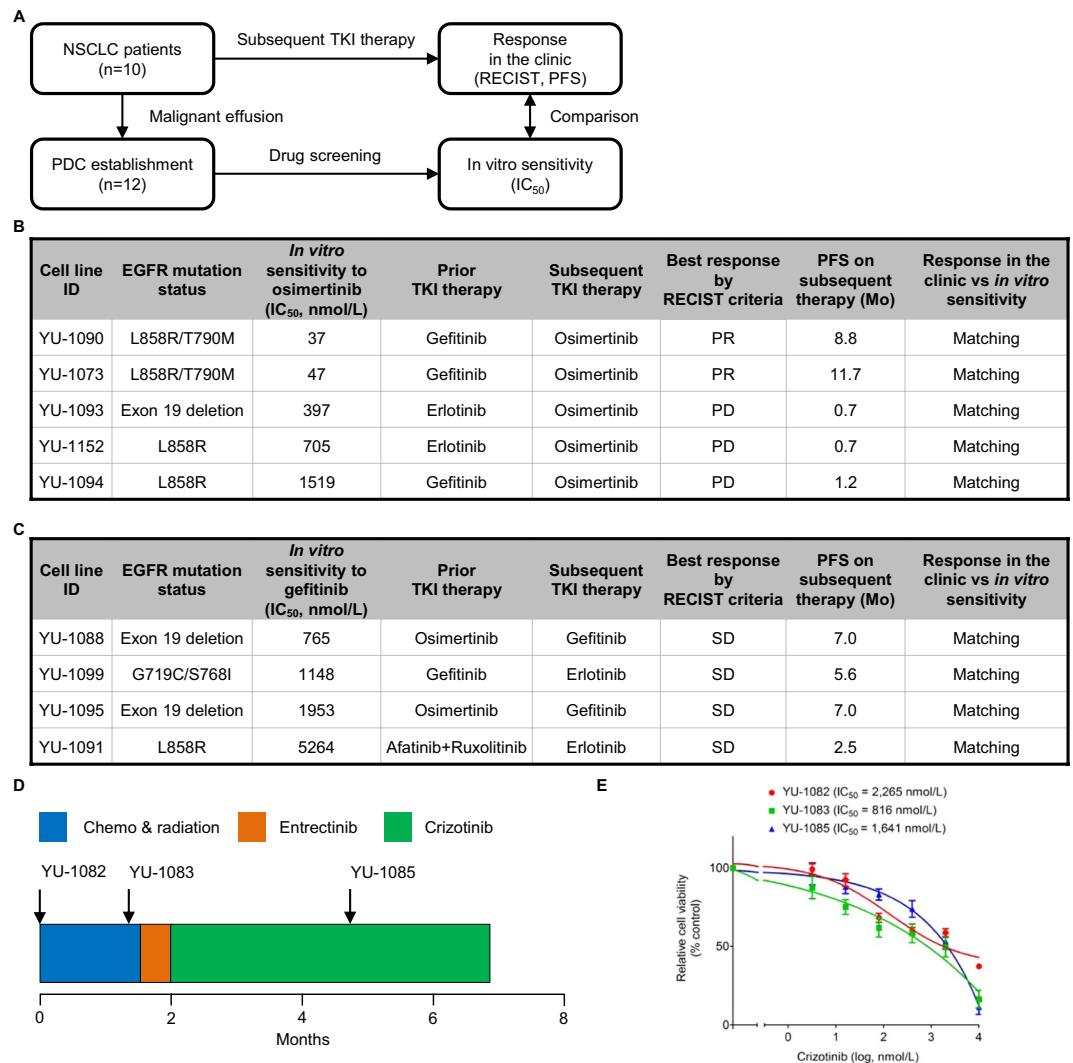 A
NSCLC patients
(n=10)
Subsequent TKI therapy
Response
in the clinic
(RECIST, PFS)
Malignant effusion
Comparison
PDC establishment
(n=12)
Drug screening
In vitro sensitivity
(IC50)
B
Cell line ID | EGFR mutation status | In vitro sensitivity to osimertinib (IC50, nmol/L) | Prior TKI therapy | Subsequent TKI therapy | Best response by RECIST criteria | PFS on subsequent therapy (Mo) | Response in the clinic vs in vitro sensitivity
YU-1090 | L858R/T790M | 37 | Gefitinib | Osimertinib | PR | 8.8 | Matching
YU-1073 | L858R/T790M | 47 | Gefitinib | Osimertinib | PR | 11.7 | Matching
YU-1093 | Exon 19 deletion | 397 | Erlotinib | Osimertinib | PD | 0.7 | Matching
YU-1152 | L858R | 705 | Erlotinib | Osimertinib | PD | 0.7 | Matching
YU-1094 | L858R | 1519 | Gefitinib | Osimertinib | PD | 1.2 | Matching
C
Cell line ID | EGFR mutation status | In vitro sensitivity to gefitinib (IC50, nmol/L) | Prior TKI therapy | Subsequent TKI therapy | Best response by RECIST criteria | PFS on subsequent therapy (Mo) | Response in the clinic vs in vitro sensitivity
YU-1088 | Exon 19 deletion | 765 | Osimertinib | Gefitinib | SD | 7.0 | Matching
YU-1099 | G719C/S768I | 1148 | Gefitinib | Erlotinib | SD | 5.6 | Matching
YU-1095 | Exon 19 deletion | 1953 | Osimertinib | Gefitinib | SD | 7.0 | Matching
YU-1091 | L858R | 5264 | Afatinib+Ruxolitinib | Erlotinib | SD | 2.5 | Matching
D
Chemo & radiation
Entrectinib
Crizotinib
YU-1082
YU-1083
YU-1085
0 2 4 6 8
Months
E
YU-1082 (IC50 = 2,265 nmol/L)
YU-1083 (IC50 = 816 nmol/L)
YU-1085 (IC50 = 1,641 nmol/L)
Relative cell viability
(% control)
100
50
0
0 1 2 3 4
Crizotinib (log, nmol/L)